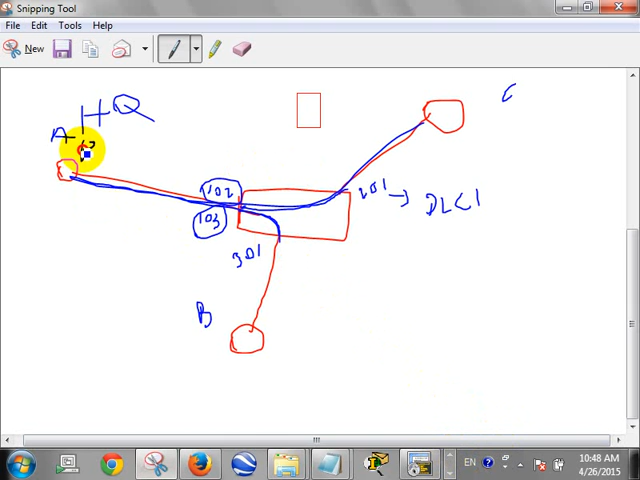 Snipping Tool
File Edit Tools Help
New
HQ
A
C
102
103
201 → DLCI
301
B
EN
10:48 AM
4/26/2015